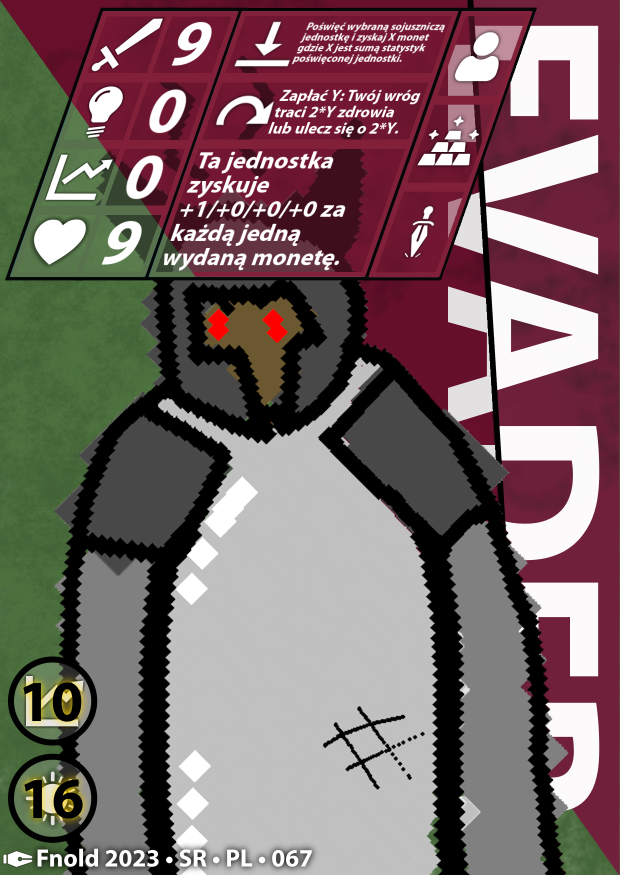 9
0
0
9
Poświęć wybraną sojuszniczą
jednostkę i zyskaj X monet
gdzie X jest sumą statystyk
poświęconej jednostki.
Zapłać Y: Twój wróg
traci 2*Y zdrowia
lub ulecz się o 2*Y.
Ta jednostka
zyskuje
+1/+0/+0/+0 za
każdą jedną
wydaną monetę.
EVADER
10
16
Fnold 2023 • SR • PL • 067